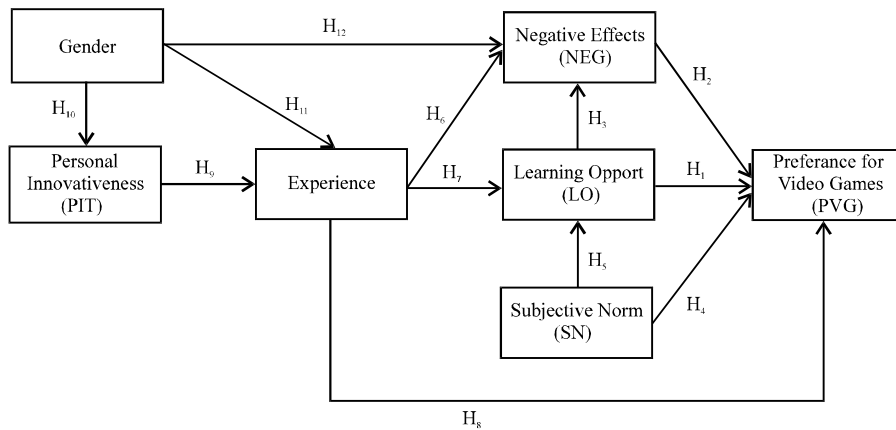 Gender
H₁₂
Negative Effects
(NEG)
H₂
H₁₀
H₁₁
H₆
H₃
Personal
Innovativeness
(PIT)
H₉
Experience
H₇
Learning Opport
(LO)
H₁
Preferance for
Video Games
(PVG)
H₅
Subjective Norm
(SN)
H₄
H₈